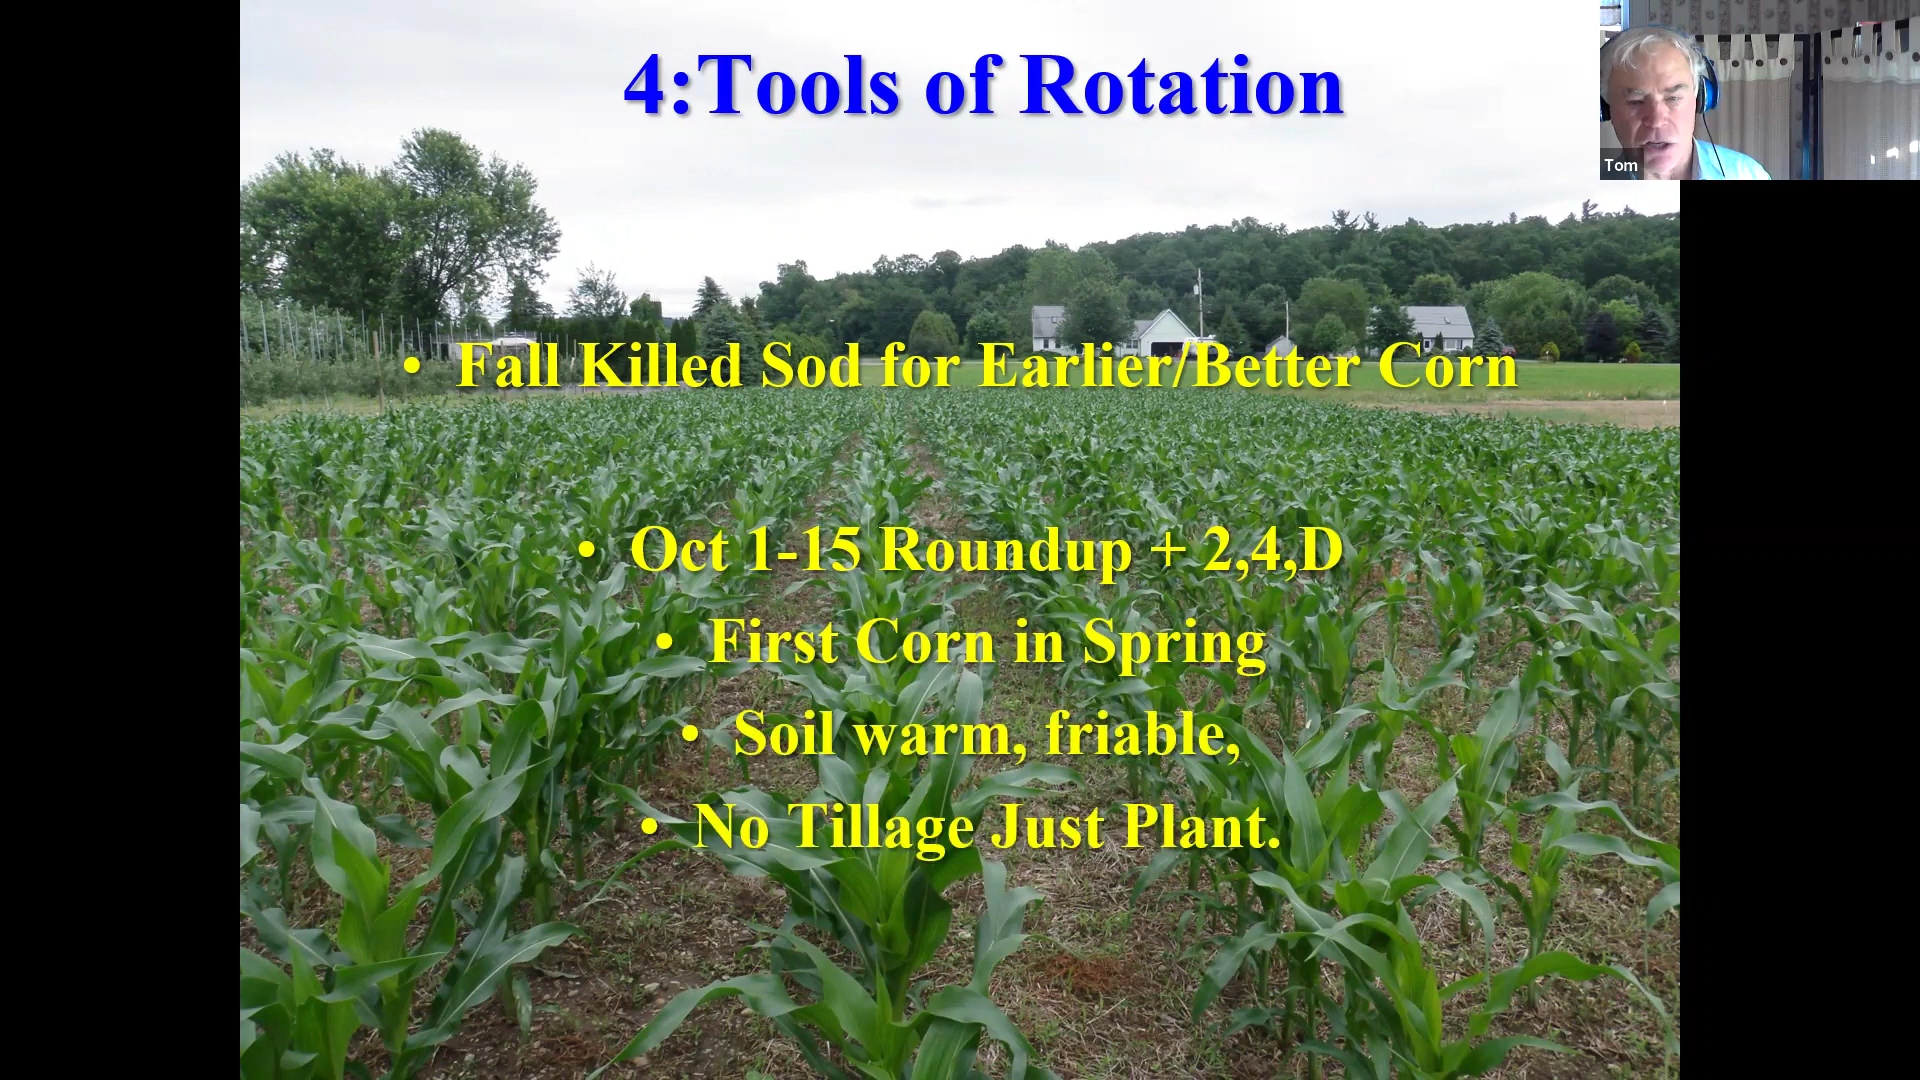 4:Tools of Rotation
Tom
• Fall Killed Sod for Earlier/Better Corn
• Oct 1-15 Roundup + 2,4,D
• First Corn in Spring
• Soil warm, friable,
• No Tillage Just Plant.